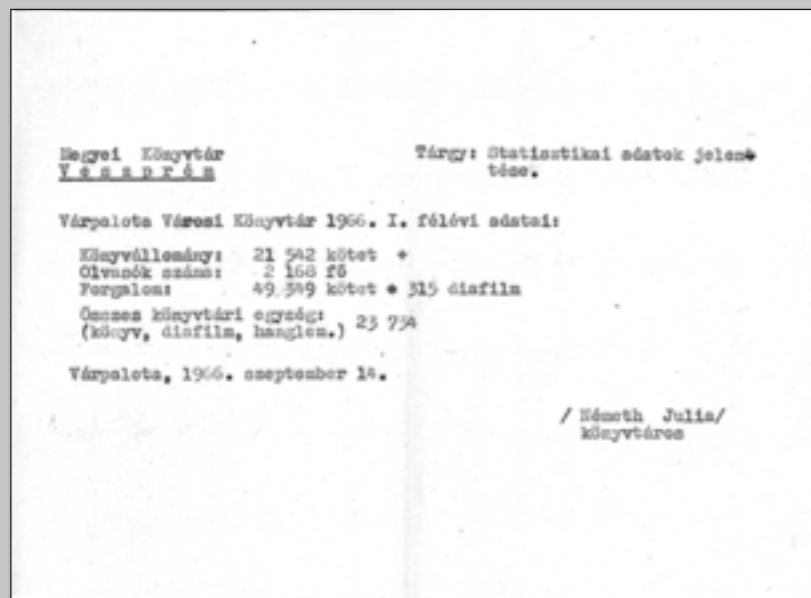 Megyei Könyvtár
Veszprém
Tárgy: Statisztikai adatok jelen-
tése.
Várpalota Városi Könyvtár 1966. I. félévi adatai:
Könyvállomány: 21 542 kötet +
Olvasók száma: 2 168 fő
Forgalom: 49 349 kötet + 315 diafilm
Összes könyvtári egység:
(könyv, diafilm, hanglem.) 23 734
Várpalota, 1966. szeptember 14.
/ Németh Julia/
könyvtáros